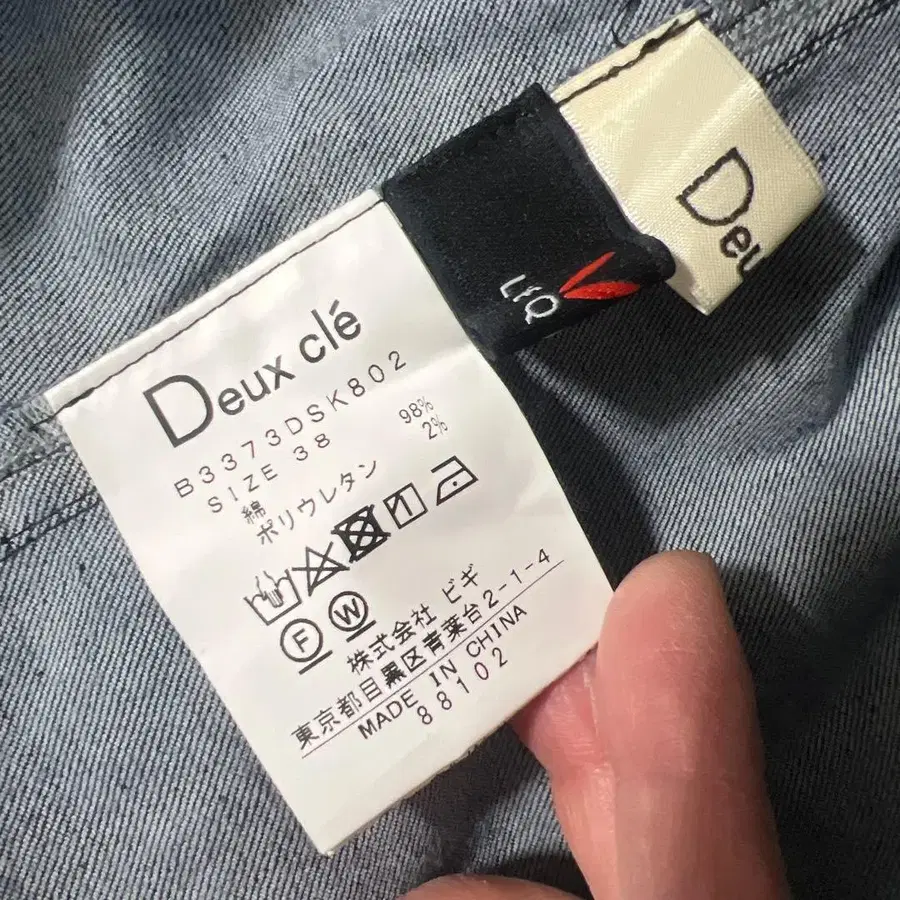 Deux clé
B3373DSK802
SIZE 38
綿 98%
ポリウレタン 2%
F W
株式会社 ビギ
東京都目黒区青葉台2-1-4
MADE IN CHINA
88102
Deu